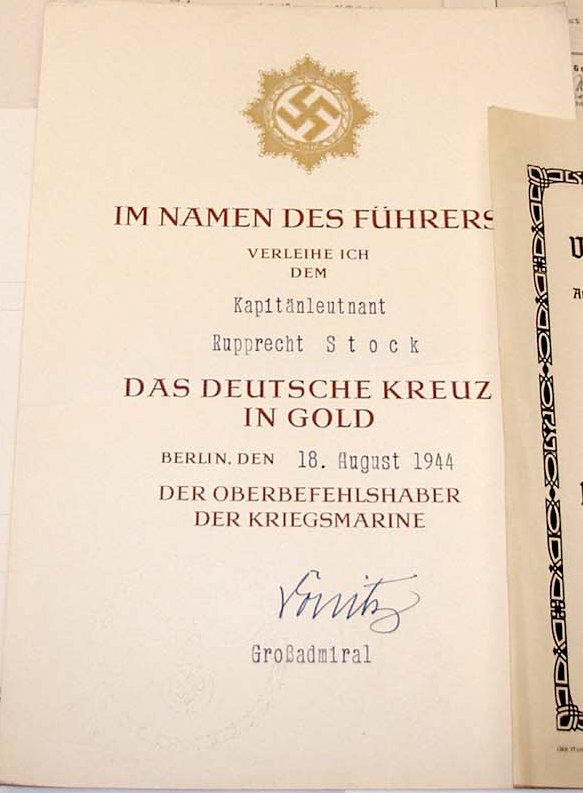 IM NAMEN DES FÜHRERS
VERLEIHE ICH
DEM
Kapitänleutnant
Rupprecht Stock
DAS DEUTSCHE KREUZ
IN GOLD
BERLIN, DEN 18. August 1944
DER OBERBEFEHLSHABER
DER KRIEGSMARINE
Großadmiral